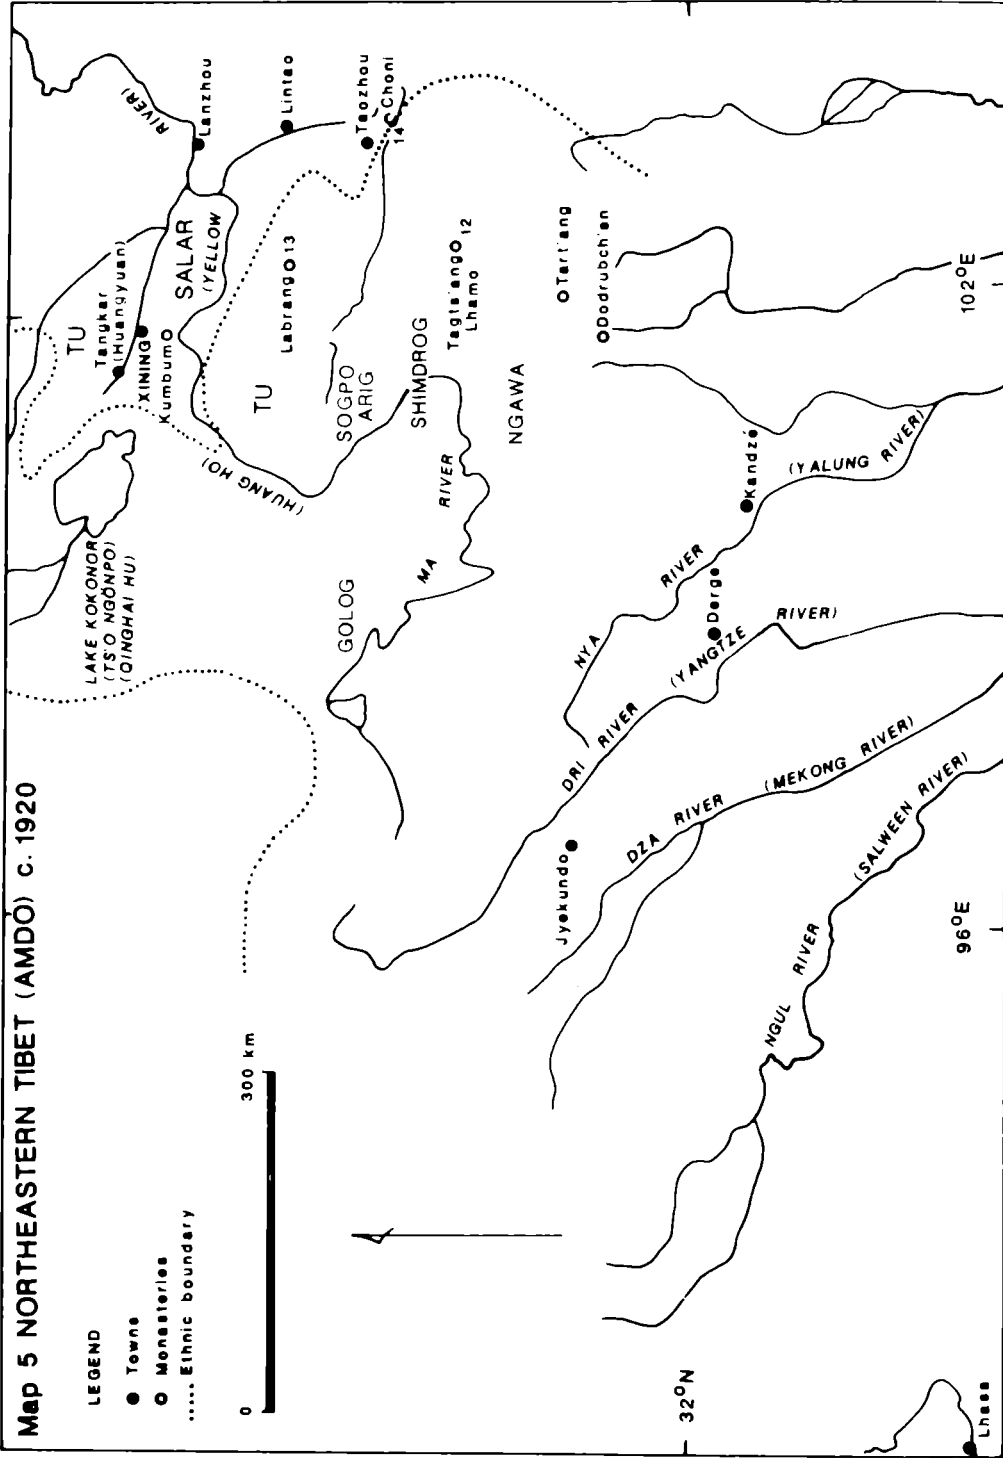 Map 5 NORTHEASTERN TIBET (AMDO) c. 1920
LEGEND
Towns
Monasteries
Ethnic boundary
0
300 km
LAKE KOKONOR
(TS'O NGÖNPO)
(QINGHAI HU)
TU
Tangkar
(Huangyuan)
XINING
Kumbum
SALAR
(YELLOW
RIVER)
Lanzhou
Lintao
Taozhou
Choni
14
Labrang
13
TU
(HUANG HO)
SOGPO
ARIG
SHIMDROG
Tagts'ang
Lhamo
12
GOLOG
MA
RIVER
NGAWA
Tart'ang
Dodrubch'en
NYA
RIVER
(YALUNG
RIVER)
Kandzé
Derge
DRI
RIVER
(YANGTZE
RIVER)
Jyekundo
DZA
RIVER
(MEKONG
RIVER)
NGUL
RIVER
(SALWEEN
RIVER)
32°N
96°E
102°E
Lhasa